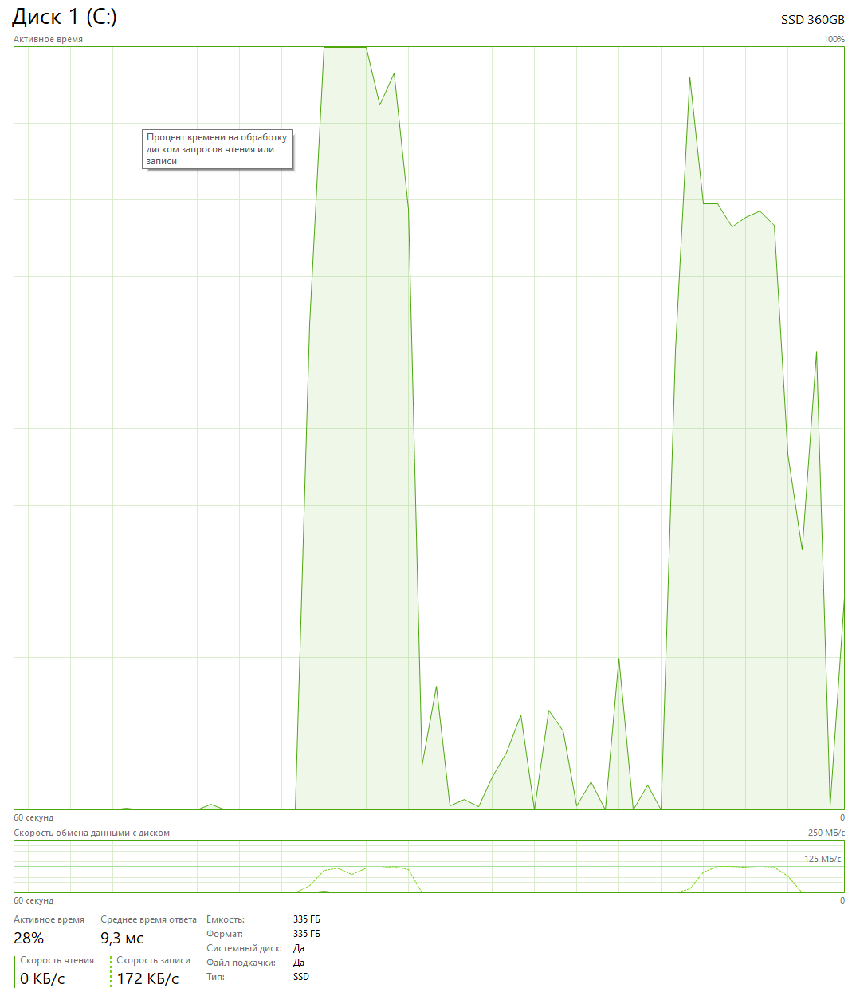 Диск 1 (C:)
SSD 360GB
Активное время
100%
Процент времени на обработку
диском запросов чтения или
записи
60 секунд
0
Скорость обмена данными с диском
250 МБ/с
125 МБ/с
60 секунд
0
Активное время
28%
Среднее время ответа
9,3 мс
Скорость чтения
0 КБ/с
Скорость записи
172 КБ/с
Емкость: 335 ГБ
Формат: 335 ГБ
Системный диск: Да
Файл подкачки: Да
Тип: SSD